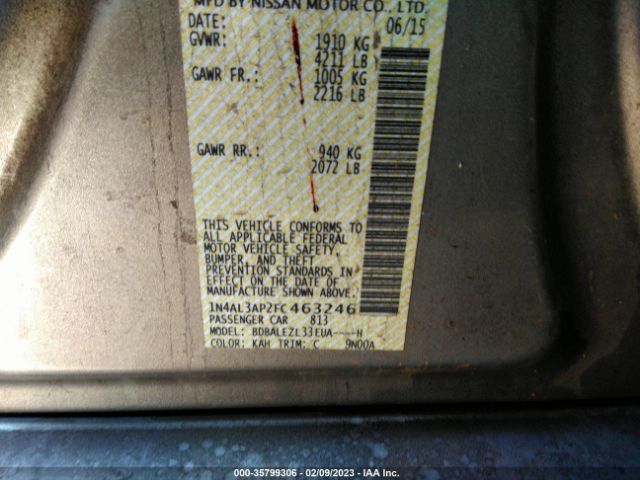 MFD BY NISSAN MOTOR CO., LTD.
DATE: 06/15
GVWR: 1910 KG
4211 LB
GAWR FR.: 1005 KG
2216 LB
GAWR RR.: 940 KG
2072 LB
THIS VEHICLE CONFORMS TO
ALL APPLICABLE FEDERAL
MOTOR VEHICLE SAFETY,
BUMPER, AND THEFT
PREVENTION STANDARDS IN
EFFECT ON THE DATE OF
MANUFACTURE SHOWN ABOVE.
1N4AL3AP2FC463246
PASSENGER CAR 813
MODEL: BDBALEZL33EUA----H
COLOR: KAH TRIM: C 9N00A
000-35799306 - 02/09/2023 - IAA Inc.